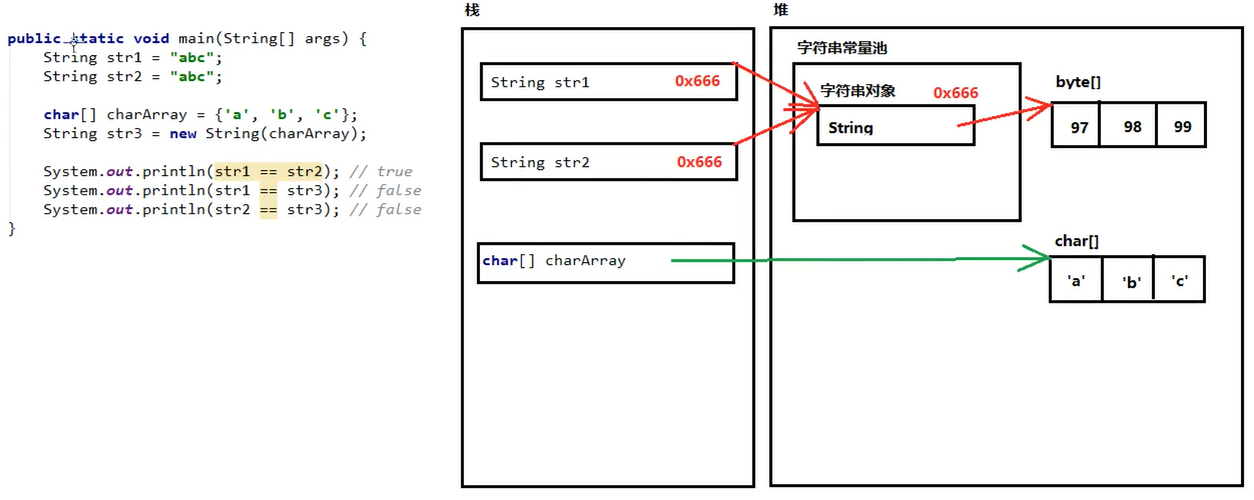 public static void main(String[] args) {
String str1 = "abc";
String str2 = "abc";
char[] charArray = {'a', 'b', 'c'};
String str3 = new String(charArray);
System.out.println(str1 == str2); // true
System.out.println(str1 == str3); // false
System.out.println(str2 == str3); // false
}
栈
String str1 0x666
String str2 0x666
char[] charArray
堆
字符串常量池
字符串对象 0x666
String
byte[]
97 98 99
char[]
'a' 'b' 'c'